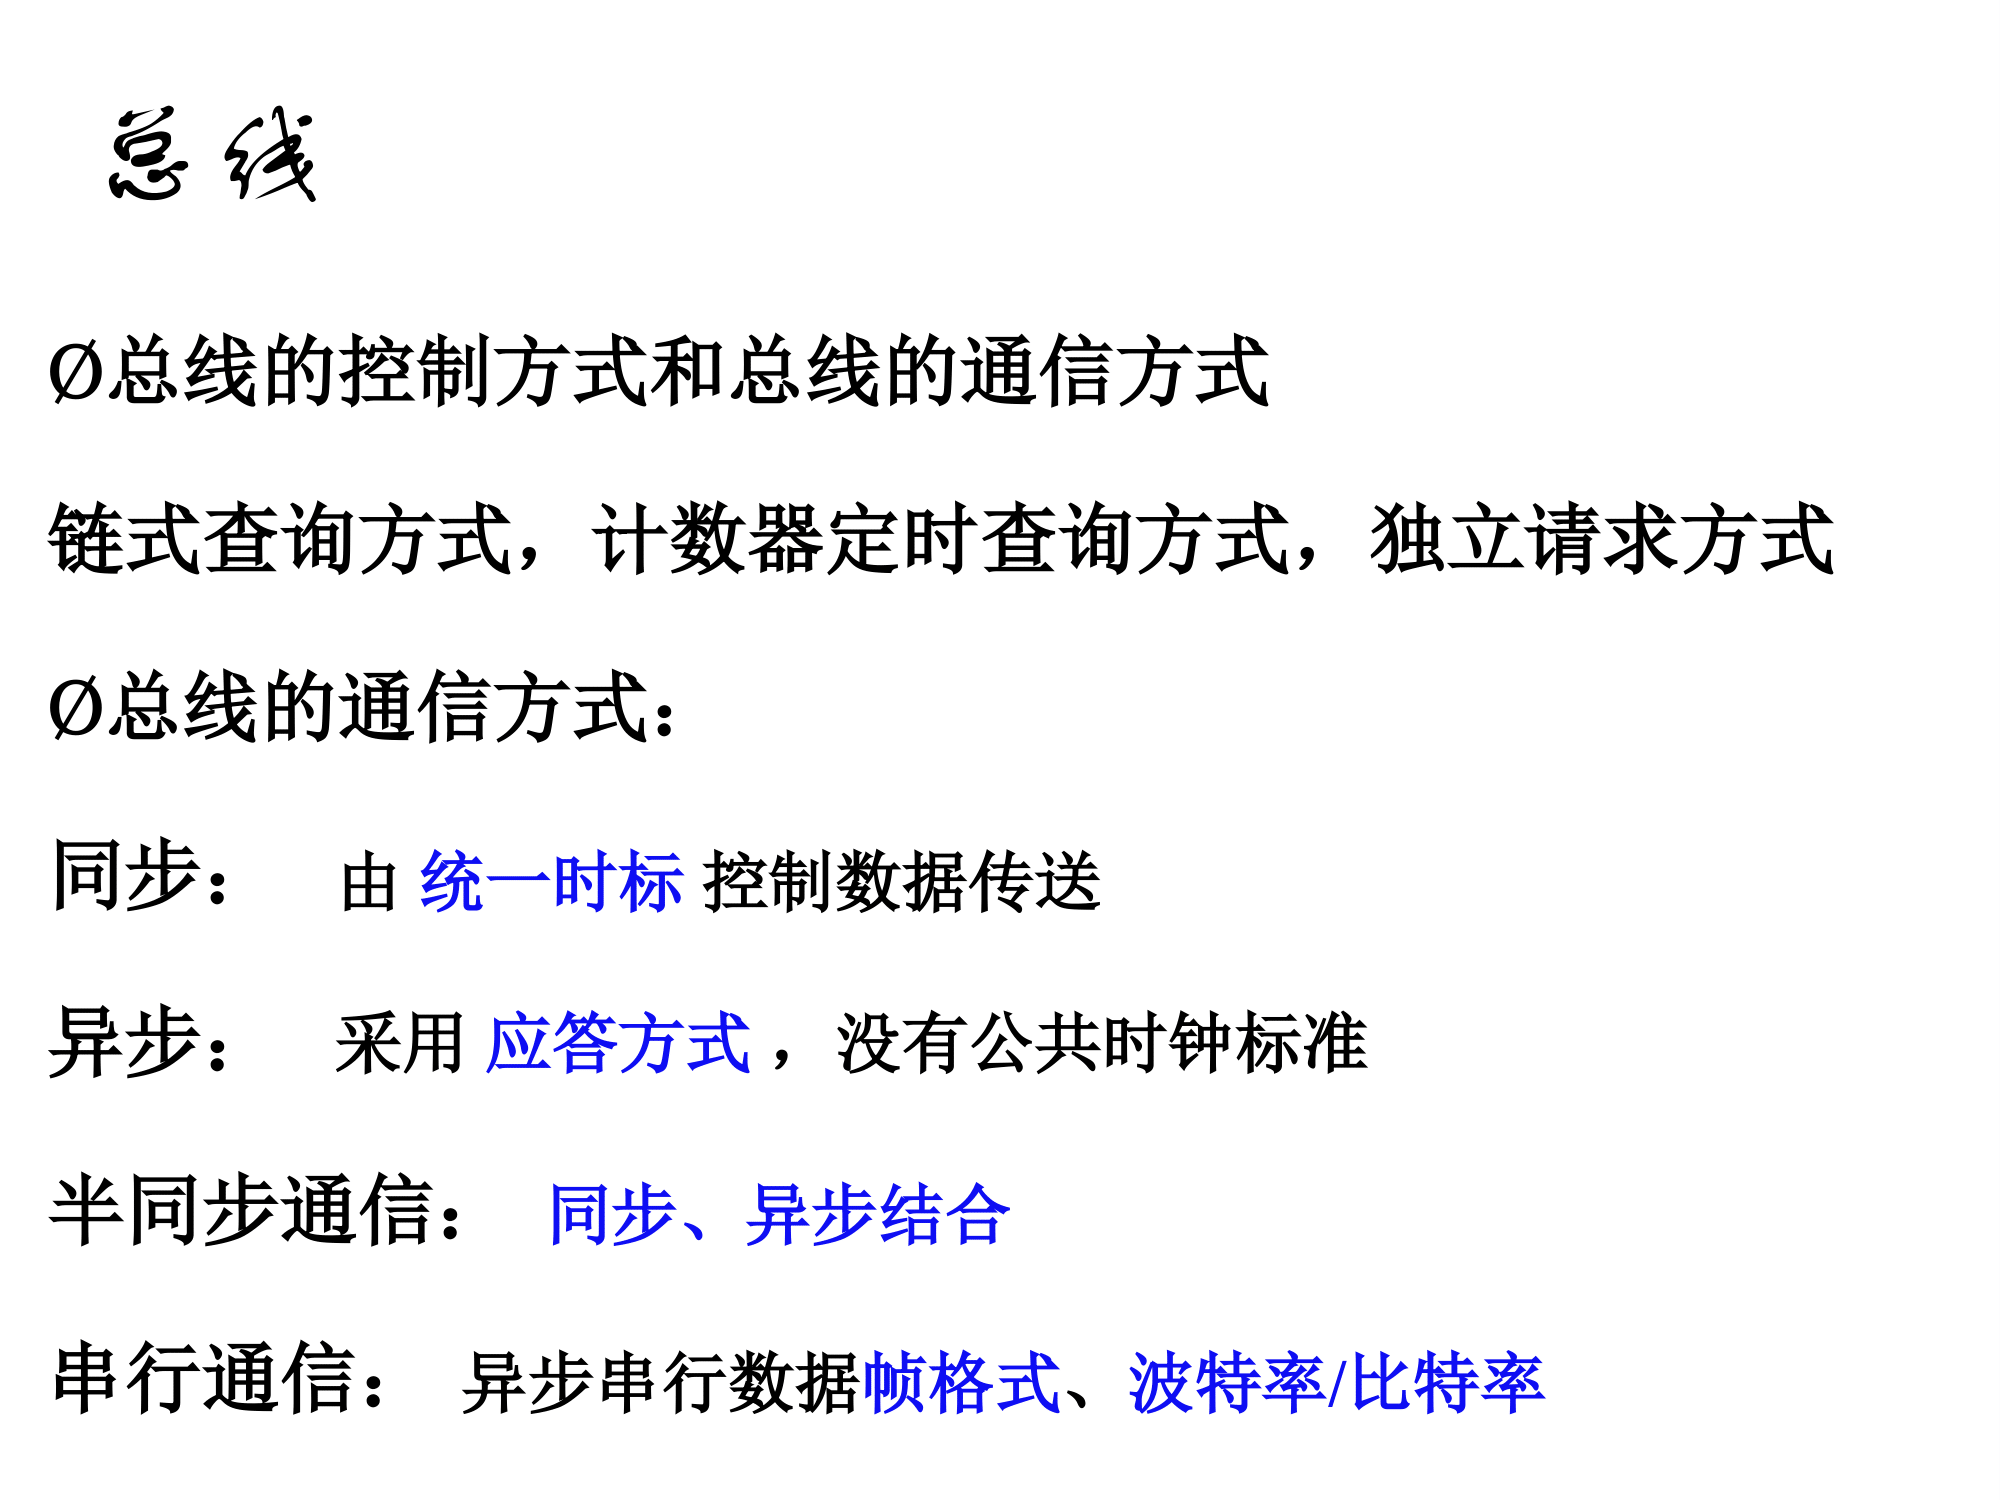 总 线
Ø总线的控制方式和总线的通信方式
链式查询方式，计数器定时查询方式，独立请求方式
Ø总线的通信方式：
同步： 由 统一时标 控制数据传送
异步： 采用 应答方式 ，没有公共时钟标准
半同步通信： 同步、异步结合
串行通信： 异步串行数据帧格式、波特率/比特率